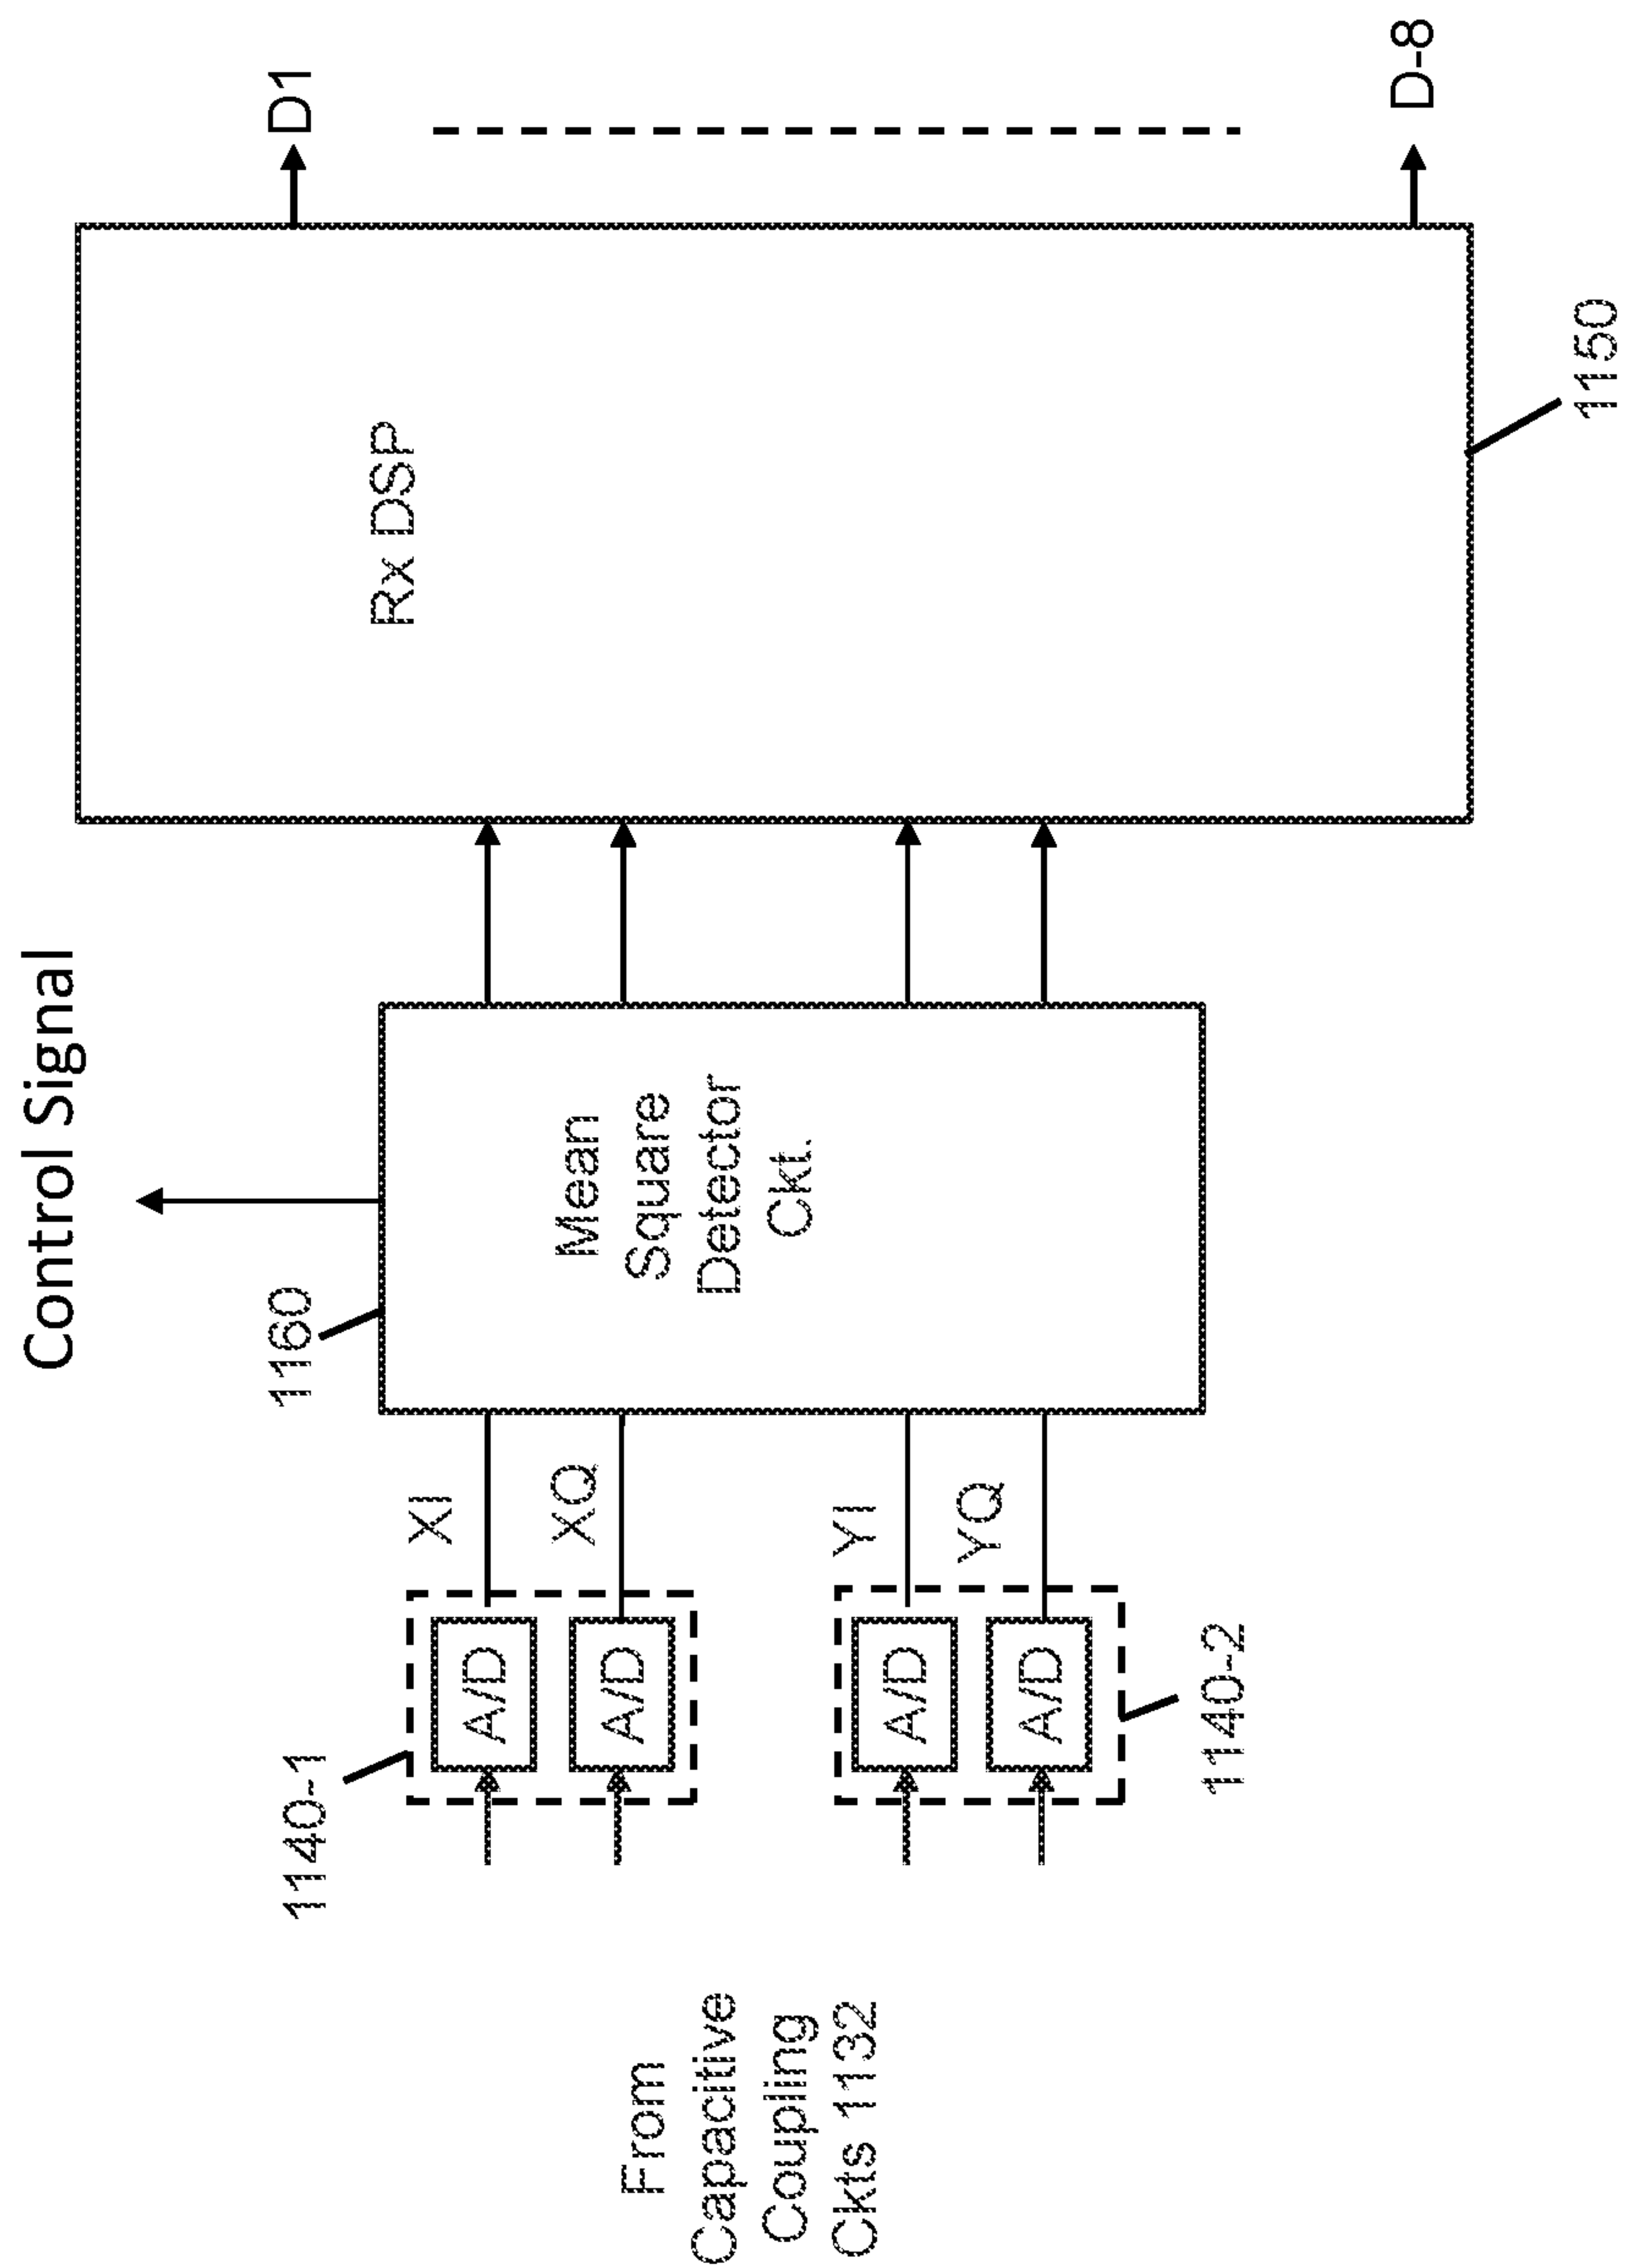 Control Signal
1160
1140-1
XI
XQ
YI
YQ
A/D
A/D
A/D
A/D
1140-2
From
Capacitive
Coupling
Ckts 1132
Mean
Square
Detector
Ckt.
Rx DSP
1150
D1
D-8